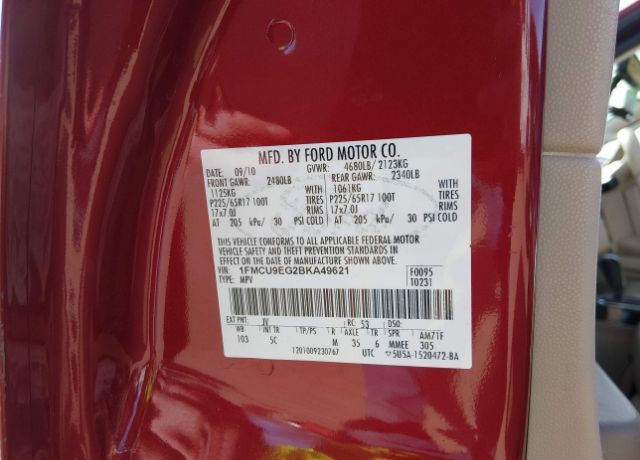 MFD. BY FORD MOTOR CO.
DATE: 09/10 GVWR: 4680LB/ 2123KG
FRONT GAWR: 2480LB REAR GAWR: 2340LB
1125KG WITH 1061KG WITH
P225/65R17 100T TIRES P225/65R17 100T TIRES
17x7.0J RIMS 17x7.0J RIMS
AT 205 kPa/ 30 PSI COLD AT 205 kPa/ 30 PSI COLD
THIS VEHICLE CONFORMS TO ALL APPLICABLE FEDERAL MOTOR
VEHICLE SAFETY AND THEFT PREVENTION STANDARDS IN
EFFECT ON THE DATE OF MANUFACTURE SHOWN ABOVE.
VIN: 1FMCU9EG2BKA49621 F0095
TYPE: MPV 10231
EXT PNT: JV RC: 53 DSO:
WB INT TR TP/PS R AXLE TR SPR AM71F
103 5C M 35 6 MMEE 305
1201009230767 UTC 5U5A-1520472-BA